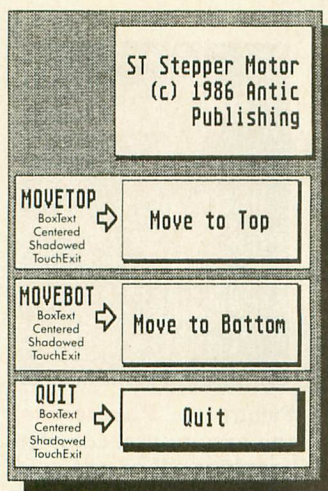 ST Stepper Motor
(c) 1986 Antic
Publishing
MOVETOP
BoxText
Centered
Shadowed
TouchExit
Move to Top
MOVEBOT
BoxText
Centered
Shadowed
TouchExit
Move to Bottom
QUIT
BoxText
Centered
Shadowed
TouchExit
Quit